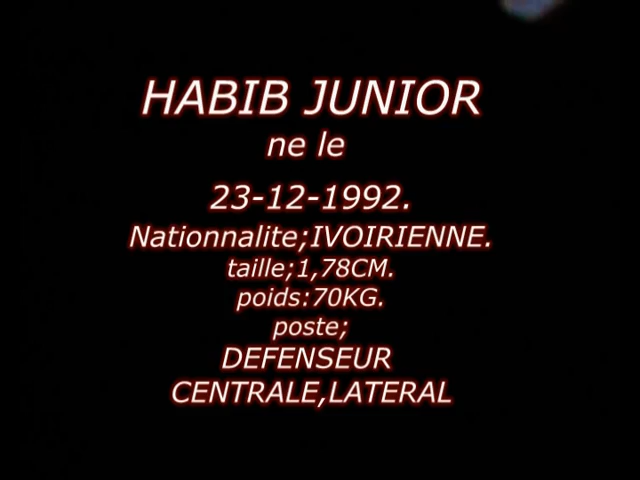 HABIB JUNIOR
ne le
23-12-1992.
Nationnalite;IVOIRIENNE.
taille;1,78CM.
poids:70KG.
poste;
DEFENSEUR
CENTRALE,LATERAL